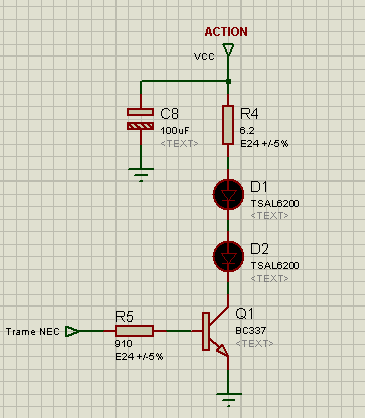 ACTION
VCC
C8
100uF
<TEXT>
R4
6.2
E24 +/-5%
D1
TSAL6200
<TEXT>
D2
TSAL6200
<TEXT>
Q1
BC337
<TEXT>
R5
910
E24 +/-5%
Trame NEC